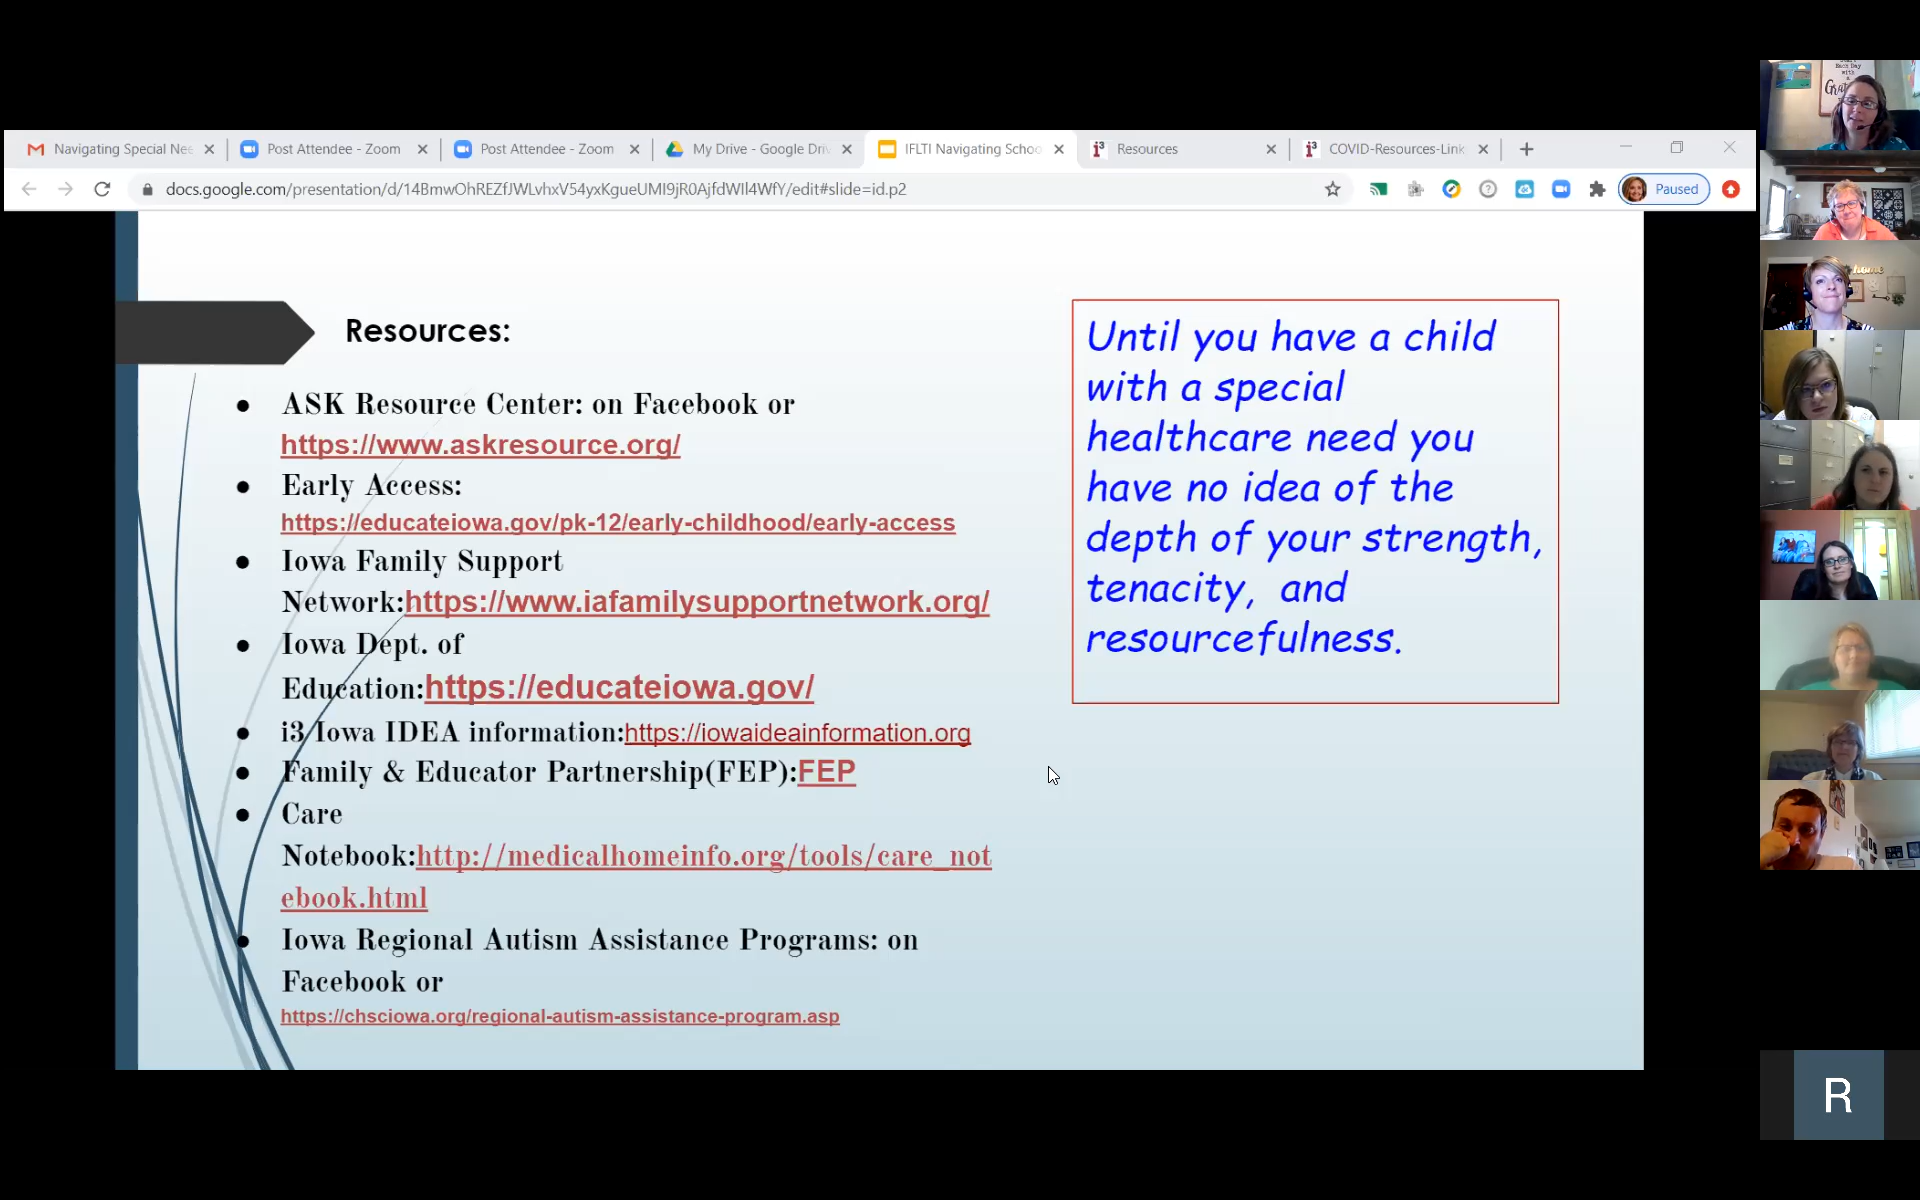 Navigating Special Nee
Post Attendee - Zoom
Post Attendee - Zoom
My Drive - Google Driv
IFLTI Navigating Schoo
Resources
COVID-Resources-Link
docs.google.com/presentation/d/14BmwOhREZfJWLvhxV54yxKgueUMI9jR0AjfdWIl4WfY/edit#slide=id.p2
Paused
Resources:
● ASK Resource Center: on Facebook or
https://www.askresource.org/
● Early Access:
https://educateiowa.gov/pk-12/early-childhood/early-access
● Iowa Family Support
Network:https://www.iafamilysupportnetwork.org/
● Iowa Dept. of
Education:https://educateiowa.gov/
● i3 Iowa IDEA information:https://iowaideainformation.org
● Family & Educator Partnership(FEP):FEP
● Care
Notebook:http://medicalhomeinfo.org/tools/care_not
ebook.html
● Iowa Regional Autism Assistance Programs: on
Facebook or
https://chsciowa.org/regional-autism-assistance-program.asp
Until you have a child
with a special
healthcare need you
have no idea of the
depth of your strength,
tenacity, and
resourcefulness.
Each Day
with a
home
R